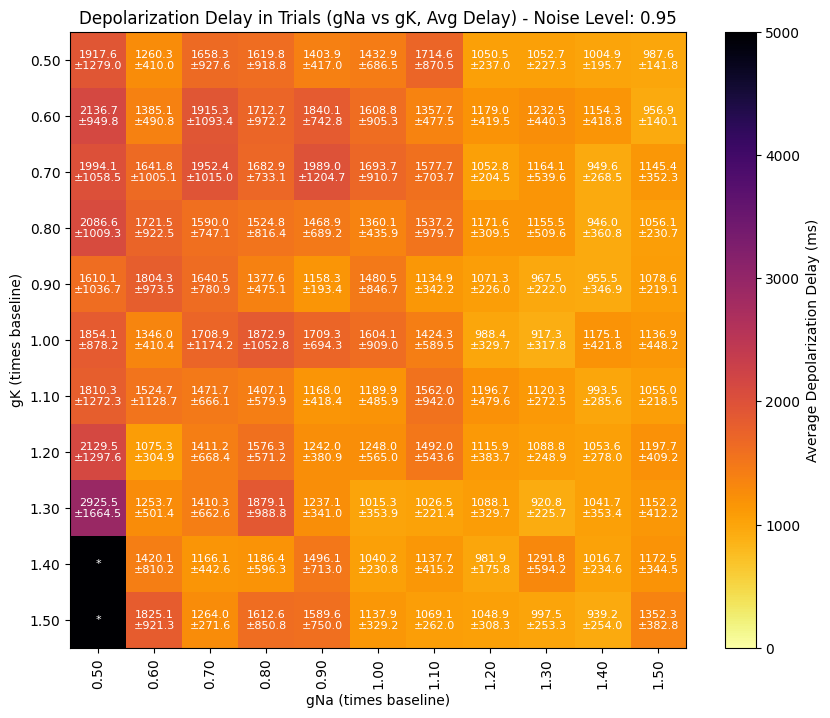 Depolarization Delay in Trials (gNa vs gK, Avg Delay) - Noise Level: 0.95
0.50 1917.6 1260.3 1658.3 1619.8 1403.9 1432.9 1714.6 1050.5 1052.7 1004.9 987.6
±1279.0 ±410.0 ±927.6 ±918.8 ±417.0 ±686.5 ±870.5 ±237.0 ±227.3 ±195.7 ±141.8
0.60 2136.7 1385.1 1915.3 1712.7 1840.1 1608.8 1357.7 1179.0 1232.5 1154.3 956.9
±949.8 ±490.8 ±1093.4 ±972.2 ±742.8 ±905.3 ±477.5 ±419.5 ±440.3 ±418.8 ±140.1
0.70 1994.1 1641.8 1952.4 1682.9 1989.0 1693.7 1577.7 1052.8 1164.1 949.6 1145.4
±1058.5 ±1005.1 ±1015.0 ±733.1 ±1204.7 ±910.7 ±703.7 ±204.5 ±539.6 ±268.5 ±352.3
0.80 2086.6 1721.5 1590.0 1524.8 1468.9 1360.1 1537.2 1171.6 1155.5 946.0 1056.1
±1009.3 ±922.5 ±747.1 ±816.4 ±689.2 ±435.9 ±979.7 ±309.5 ±509.6 ±360.8 ±230.7
0.90 1610.1 1804.3 1640.5 1377.6 1158.3 1480.5 1134.9 1071.3 967.5 955.5 1078.6
±1036.7 ±973.5 ±780.9 ±475.1 ±193.4 ±846.7 ±342.2 ±226.0 ±222.0 ±346.9 ±219.1
1.00 1854.1 1346.0 1708.9 1872.9 1709.3 1604.1 1424.3 988.4 917.3 1175.1 1136.9
±878.2 ±410.4 ±1174.2 ±1052.8 ±694.3 ±909.0 ±589.5 ±329.7 ±317.8 ±421.8 ±448.2
1.10 1810.3 1524.7 1471.7 1407.1 1168.0 1189.9 1562.0 1196.7 1120.3 993.5 1055.0
±1272.3 ±1128.7 ±666.1 ±579.9 ±418.4 ±485.9 ±942.0 ±479.6 ±272.5 ±285.6 ±218.5
1.20 2129.5 1075.3 1411.2 1576.3 1242.0 1248.0 1492.0 1115.9 1088.8 1053.6 1197.7
±1297.6 ±304.9 ±668.4 ±571.2 ±380.9 ±565.0 ±543.6 ±383.7 ±248.9 ±278.0 ±409.2
1.30 2925.5 1253.7 1410.3 1879.1 1237.1 1015.3 1026.5 1088.1 920.8 1041.7 1152.2
±1664.5 ±501.4 ±662.6 ±988.8 ±341.0 ±353.9 ±221.4 ±329.7 ±225.7 ±353.4 ±412.2
1.40 * 1420.1 1166.1 1186.4 1496.1 1040.2 1137.7 981.9 1291.8 1016.7 1172.5
±810.2 ±442.6 ±596.3 ±713.0 ±230.8 ±415.2 ±175.8 ±594.2 ±234.6 ±344.5
1.50 * 1825.1 1264.0 1612.6 1589.6 1137.9 1069.1 1048.9 997.5 939.2 1352.3
±921.3 ±271.6 ±850.8 ±750.0 ±329.2 ±262.0 ±308.3 ±253.3 ±254.0 ±382.8
0.50 0.60 0.70 0.80 0.90 1.00 1.10 1.20 1.30 1.40 1.50
gNa (times baseline)
gK (times baseline)
5000
4000
3000
2000
1000
0
Average Depolarization Delay (ms)